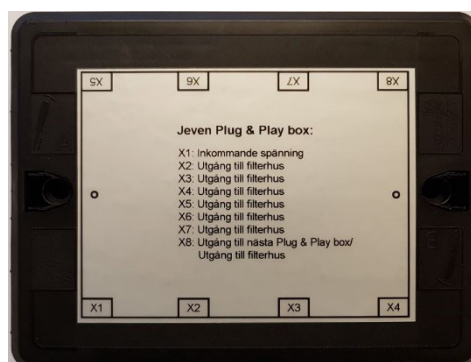 X5 X6 X7 X8
Jeven Plug & Play box:
X1: Inkommande spänning
X2: Utgång till filterhus
X3: Utgång till filterhus
X4: Utgång till filterhus
X5: Utgång till filterhus
X6: Utgång till filterhus
X7: Utgång till filterhus
X8: Utgång till nästa Plug & Play box/
Utgång till filterhus
X1 X2 X3 X4